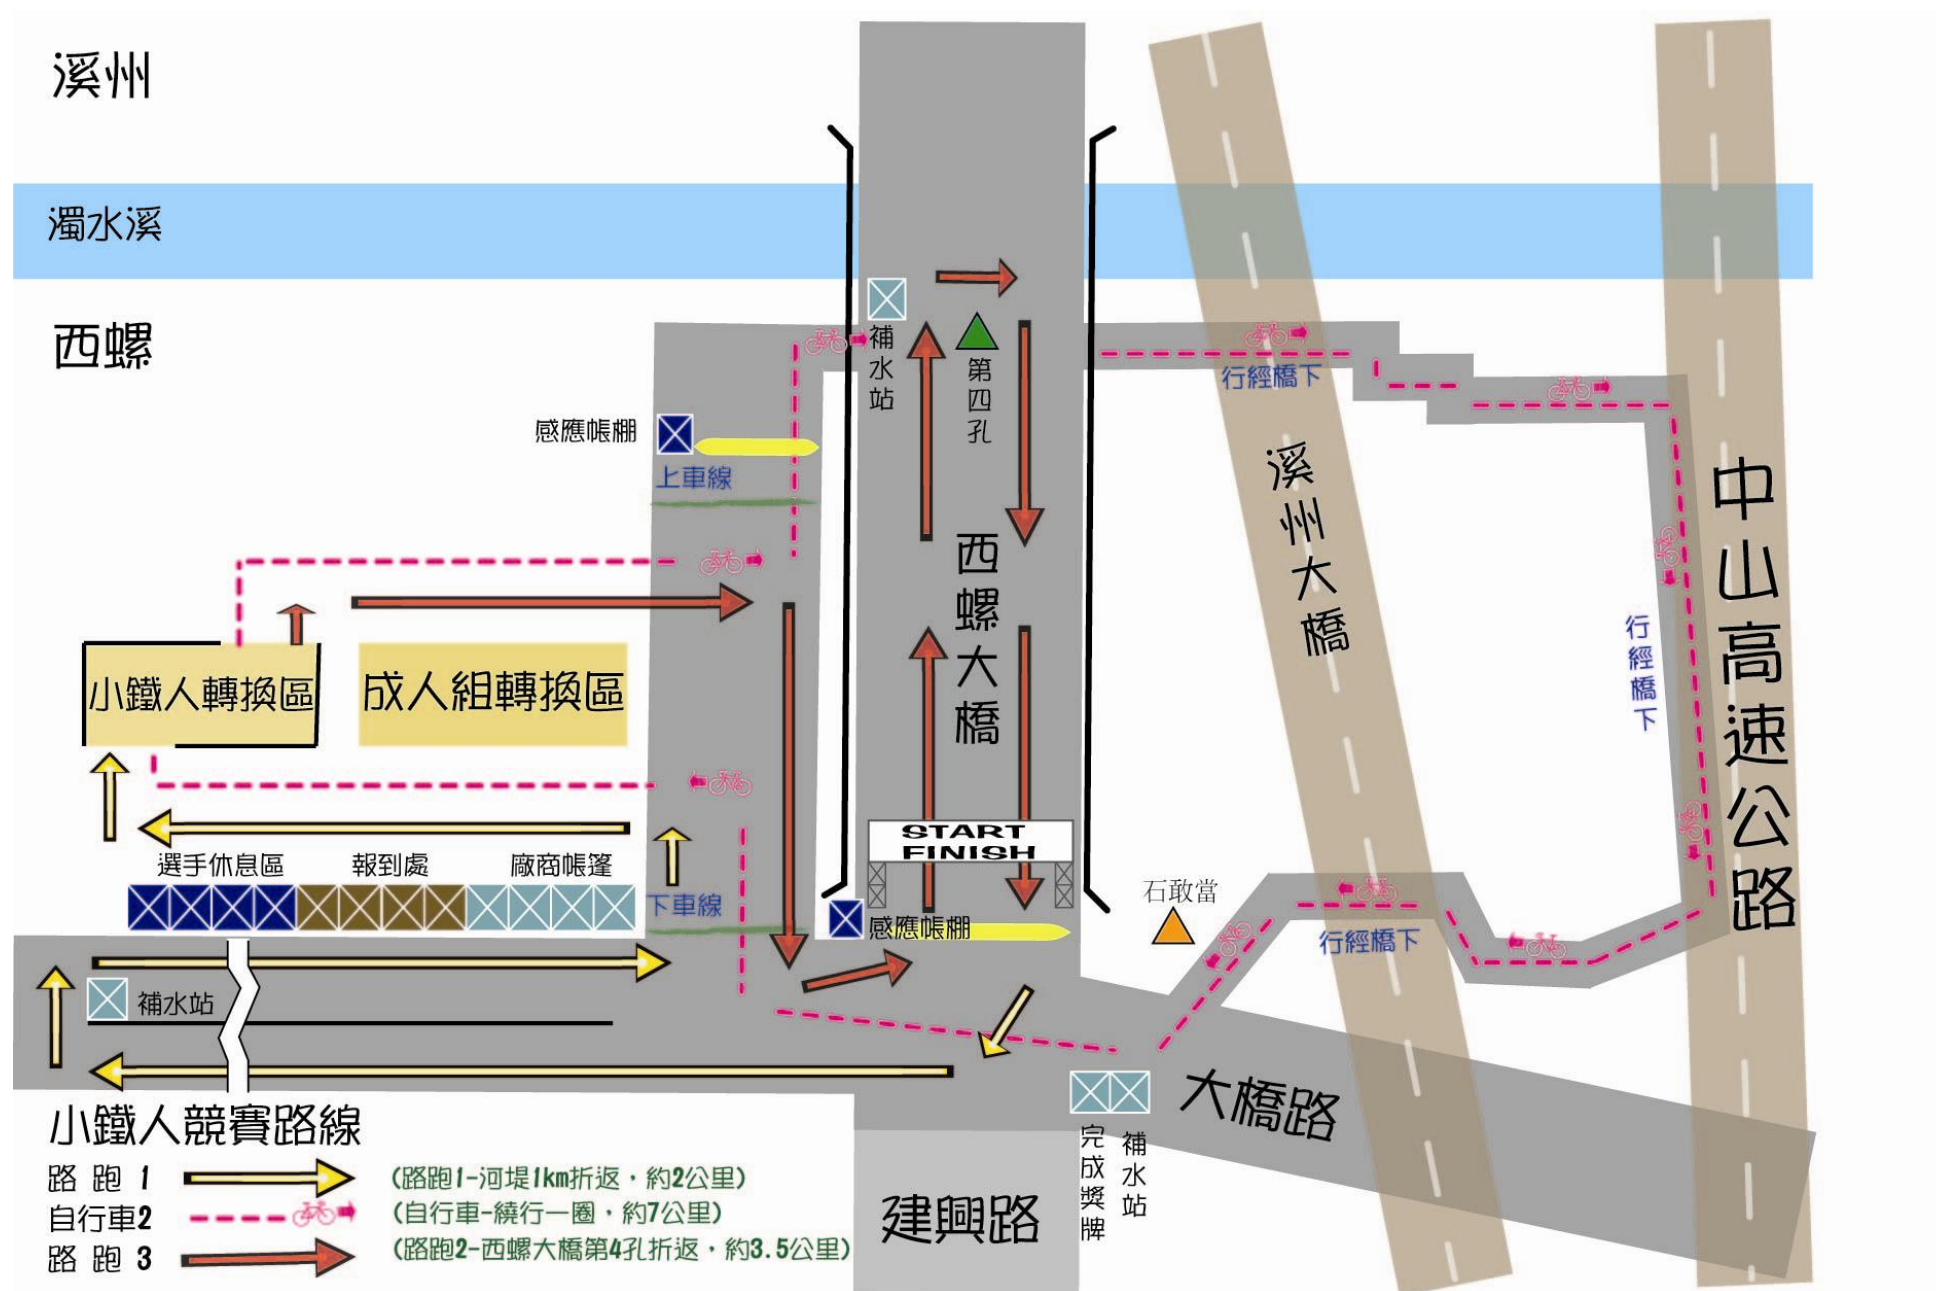 溪州
濁水溪
西螺
補水站
第四孔
行經橋下
感應帳棚
上車線
西螺大橋
溪州大橋
中山高速公路
行經橋下
小鐵人轉換區
成人組轉換區
START
FINISH
選手休息區
報到處
廠商帳篷
下車線
感應帳棚
石敢當
行經橋下
補水站
大橋路
完成獎牌
補水站
建興路
小鐵人競賽路線
路 跑 1
(路跑1-河堤1km折返，約2公里)
自行車2
(自行車-繞行一圈，約7公里)
路 跑 3
(路跑2-西螺大橋第4孔折返，約3.5公里)